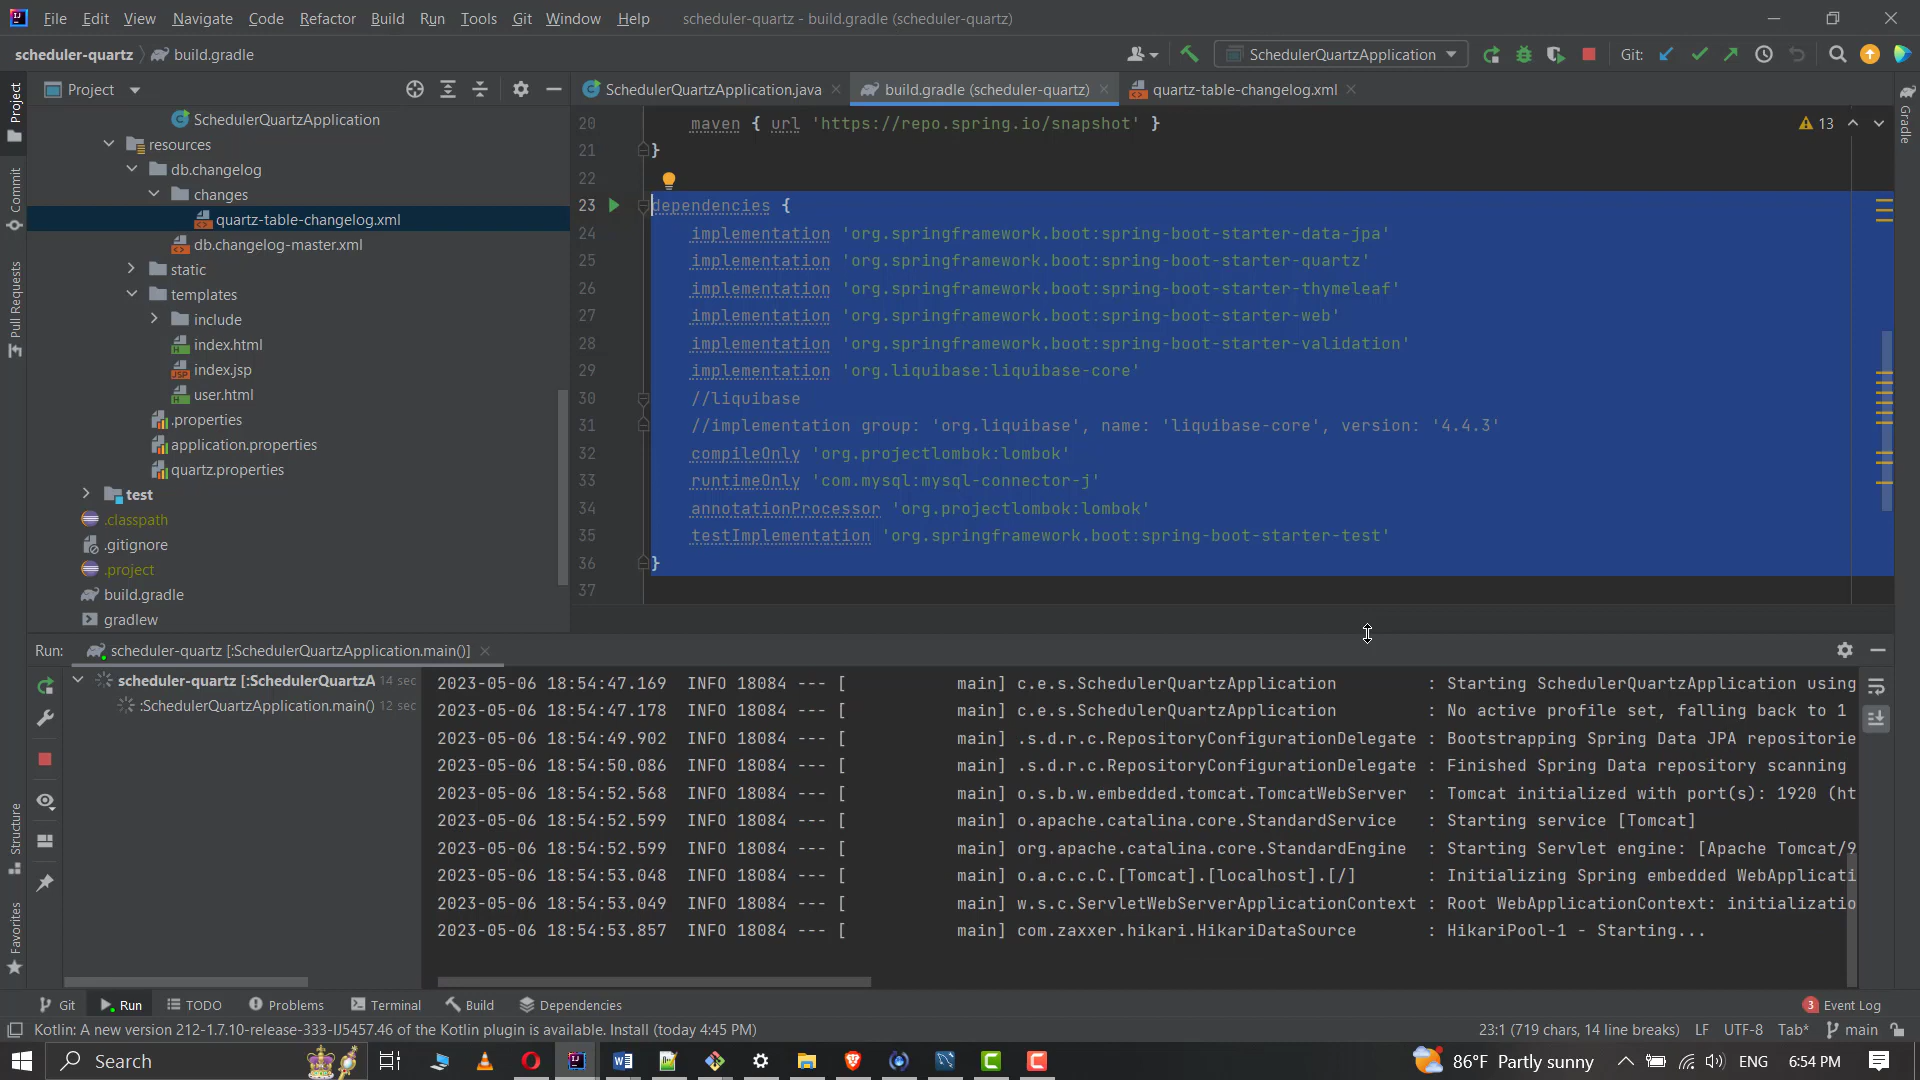 File Edit View Navigate Code Refactor Build Run Tools Git Window Help scheduler-quartz - build.gradle (scheduler-quartz)
scheduler-quartz build.gradle SchedulerQuartzApplication Git:
Project SchedulerQuartzApplication.java build.gradle (scheduler-quartz) quartz-table-changelog.xml
Project
Commit
Pull Requests
Structure
Favorites
Gradle
SchedulerQuartzApplication
resources
db.changelog
changes
quartz-table-changelog.xml
db.changelog-master.xml
static
templates
include
index.html
index.jsp
user.html
.properties
application.properties
quartz.properties
test
.classpath
.gitignore
.project
build.gradle
gradlew
13
20 maven { url 'https://repo.spring.io/snapshot' }
21 }
22
23 dependencies {
24 implementation 'org.springframework.boot:spring-boot-starter-data-jpa'
25 implementation 'org.springframework.boot:spring-boot-starter-quartz'
26 implementation 'org.springframework.boot:spring-boot-starter-thymeleaf'
27 implementation 'org.springframework.boot:spring-boot-starter-web'
28 implementation 'org.springframework.boot:spring-boot-starter-validation'
29 implementation 'org.liquibase:liquibase-core'
30 //liquibase
31 //implementation group: 'org.liquibase', name: 'liquibase-core', version: '4.4.3'
32 compileOnly 'org.projectlombok:lombok'
33 runtimeOnly 'com.mysql:mysql-connector-j'
34 annotationProcessor 'org.projectlombok:lombok'
35 testImplementation 'org.springframework.boot:spring-boot-starter-test'
36 }
37
Run: scheduler-quartz [:SchedulerQuartzApplication.main()]
scheduler-quartz [:SchedulerQuartzA 14 sec
:SchedulerQuartzApplication.main() 12 sec
2023-05-06 18:54:47.169 INFO 18084 --- [ main] c.e.s.SchedulerQuartzApplication : Starting SchedulerQuartzApplication using
2023-05-06 18:54:47.178 INFO 18084 --- [ main] c.e.s.SchedulerQuartzApplication : No active profile set, falling back to 1
2023-05-06 18:54:49.902 INFO 18084 --- [ main] .s.d.r.c.RepositoryConfigurationDelegate : Bootstrapping Spring Data JPA repositorie
2023-05-06 18:54:50.086 INFO 18084 --- [ main] .s.d.r.c.RepositoryConfigurationDelegate : Finished Spring Data repository scanning
2023-05-06 18:54:52.568 INFO 18084 --- [ main] o.s.b.w.embedded.tomcat.TomcatWebServer : Tomcat initialized with port(s): 1920 (ht
2023-05-06 18:54:52.599 INFO 18084 --- [ main] o.apache.catalina.core.StandardService : Starting service [Tomcat]
2023-05-06 18:54:52.599 INFO 18084 --- [ main] org.apache.catalina.core.StandardEngine : Starting Servlet engine: [Apache Tomcat/9
2023-05-06 18:54:53.048 INFO 18084 --- [ main] o.a.c.c.C.[Tomcat].[localhost].[/] : Initializing Spring embedded WebApplicati
2023-05-06 18:54:53.049 INFO 18084 --- [ main] w.s.c.ServletWebServerApplicationContext : Root WebApplicationContext: initializatio
2023-05-06 18:54:53.857 INFO 18084 --- [ main] com.zaxxer.hikari.HikariDataSource : HikariPool-1 - Starting...
Git Run TODO Problems Terminal Build Dependencies 3 Event Log
Kotlin: A new version 212-1.7.10-release-333-IJ5457.46 of the Kotlin plugin is available. Install (today 4:45 PM) 23:1 (719 chars, 14 line breaks) LF UTF-8 Tab* main
Search 86°F Partly sunny ENG 6:54 PM